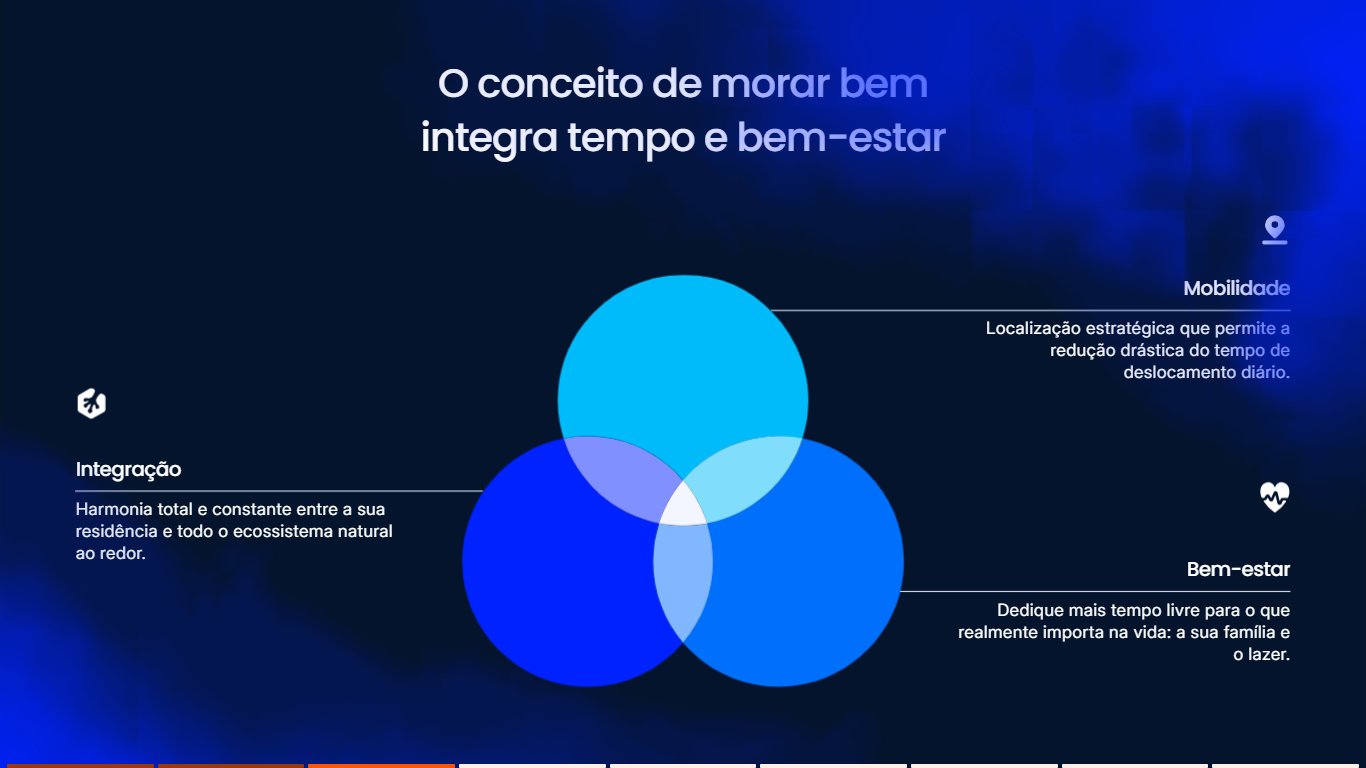 O conceito de morar bem
integra tempo e bem-estar
Mobilidade
Localização estratégica que permite a
redução drástica do tempo de
deslocamento diário.
Integração
Harmonia total e constante entre a sua
residência e todo o ecossistema natural
ao redor.
Bem-estar
Dedique mais tempo livre para o que
realmente importa na vida: a sua família e
o lazer.